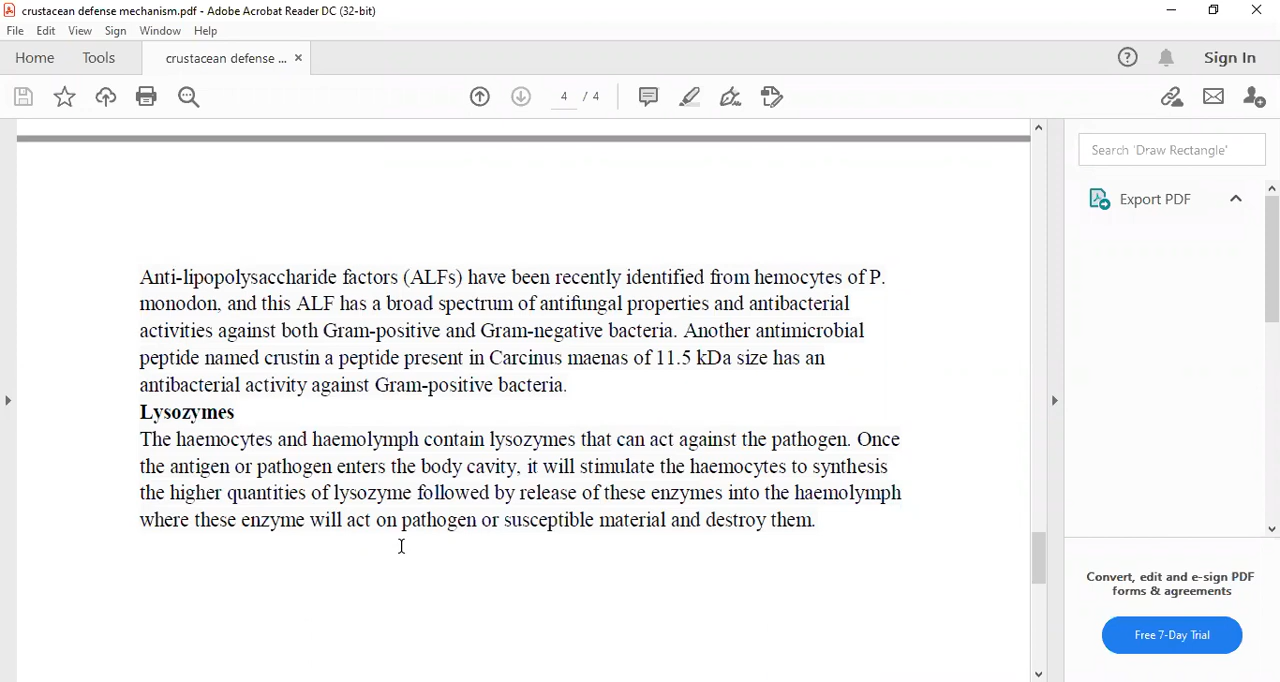 crustacean defense mechanism.pdf - Adobe Acrobat Reader DC (32-bit)
File Edit View Sign Window Help
Home Tools crustacean defense ... × Sign In
4 / 4
Search 'Draw Rectangle'
Export PDF
Anti-lipopolysaccharide factors (ALFs) have been recently identified from hemocytes of P.
monodon, and this ALF has a broad spectrum of antifungal properties and antibacterial
activities against both Gram-positive and Gram-negative bacteria. Another antimicrobial
peptide named crustin a peptide present in Carcinus maenas of 11.5 kDa size has an
antibacterial activity against Gram-positive bacteria.
Lysozymes
The haemocytes and haemolymph contain lysozymes that can act against the pathogen. Once
the antigen or pathogen enters the body cavity, it will stimulate the haemocytes to synthesis
the higher quantities of lysozyme followed by release of these enzymes into the haemolymph
where these enzyme will act on pathogen or susceptible material and destroy them.
Convert, edit and e-sign PDF
forms & agreements
Free 7-Day Trial